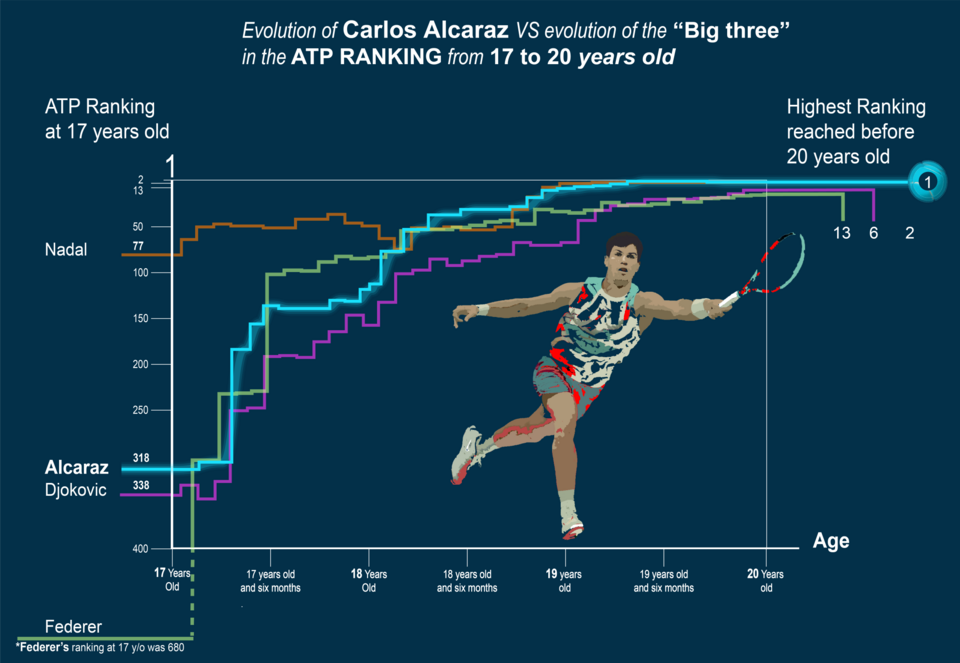 Evolution of Carlos Alcaraz VS evolution of the “Big three”
in the ATP RANKING from 17 to 20 years old
ATP Ranking
at 17 years old
Highest Ranking
reached before
20 years old
1
2
13
50
77
100
150
200
250
318
338
400
Nadal
Alcaraz
Djokovic
Federer
*Federer’s ranking at 17 y/o was 680
1
13
6
2
Age
17 Years
Old
17 years old
and six months
18 Years
Old
18 years old
and six months
19 years
old
19 years old
and six months
20 Years
old